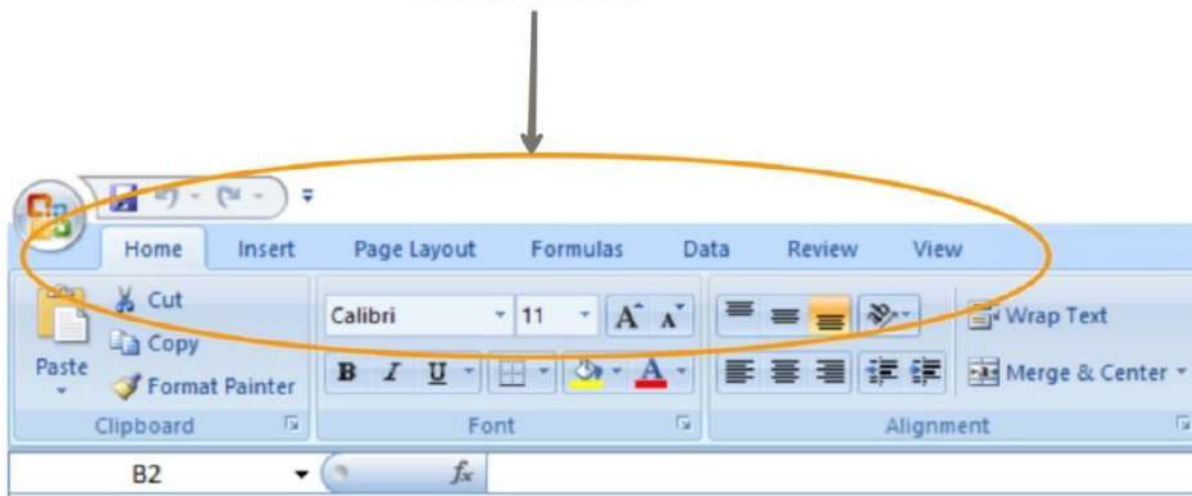 Home Insert Page Layout Formulas Data Review View
Cut
Calibri 11 A A Wrap Text
Copy
Paste
B I U A Merge & Center
Format Painter
Clipboard Font Alignment
B2 fx